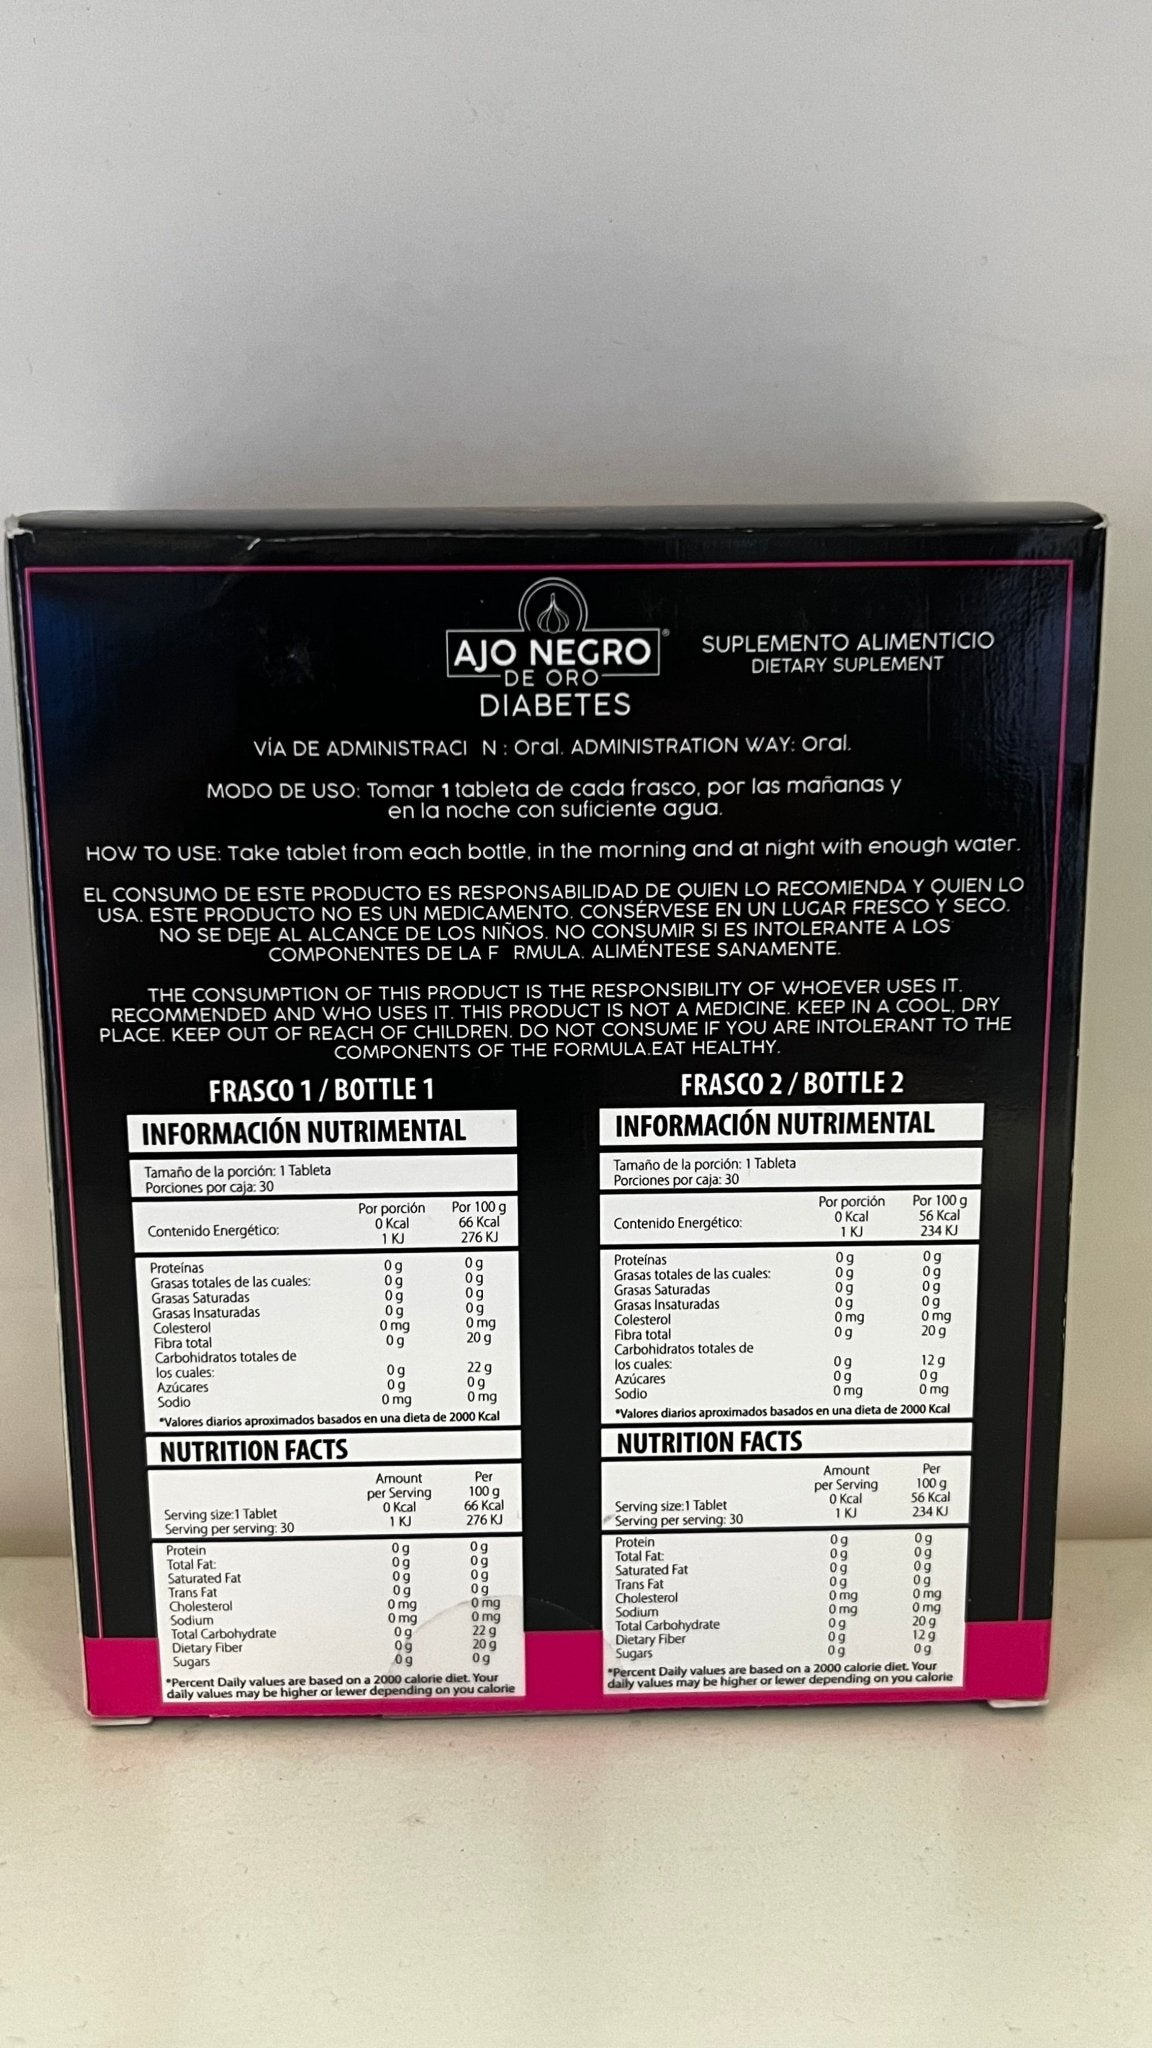 AJO NEGRO®
DE ORO
DIABETES
SUPLEMENTO ALIMENTICIO
DIETARY SUPLEMENT
VÍA DE ADMINISTRACI N: Oral. ADMINISTRATION WAY: Oral.
MODO DE USO: Tomar 1 tableta de cada frasco, por las mañanas y
en la noche con suficiente agua.
HOW TO USE: Take tablet from each bottle, in the morning and at night with enough water.
EL CONSUMO DE ESTE PRODUCTO ES RESPONSABILIDAD DE QUIEN LO RECOMIENDA Y QUIEN LO
USA. ESTE PRODUCTO NO ES UN MEDICAMENTO. CONSÉRVESE EN UN LUGAR FRESCO Y SECO.
NO SE DEJE AL ALCANCE DE LOS NIÑOS. NO CONSUMIR SI ES INTOLERANTE A LOS
COMPONENTES DE LA F RMULA. ALIMÉNTESE SANAMENTE.
THE CONSUMPTION OF THIS PRODUCT IS THE RESPONSIBILITY OF WHOEVER USES IT.
RECOMMENDED AND WHO USES IT. THIS PRODUCT IS NOT A MEDICINE. KEEP IN A COOL, DRY
PLACE. KEEP OUT OF REACH OF CHILDREN. DO NOT CONSUME IF YOU ARE INTOLERANT TO THE
COMPONENTS OF THE FORMULA.EAT HEALTHY.
FRASCO 1 / BOTTLE 1
INFORMACIÓN NUTRIMENTAL
Tamaño de la porción: 1 Tableta
Porciones por caja: 30
Por porción Por 100 g
0 Kcal 66 Kcal
Contenido Energético:
1 KJ 276 KJ
Proteínas 0 g 0 g
Grasas totales de las cuales: 0 g 0 g
Grasas Saturadas 0 g 0 g
Grasas Insaturadas 0 g 0 g
Colesterol 0 mg 0 mg
Fibra total 0 g 20 g
Carbohidratos totales de
los cuales: 0 g 22 g
Azúcares 0 g 0 g
Sodio 0 mg 0 mg
*Valores diarios aproximados basados en una dieta de 2000 Kcal
NUTRITION FACTS
Amount Per
per Serving 100 g
Serving size:1 Tablet 0 Kcal 66 Kcal
Serving per serving: 30 1 KJ 276 KJ
Protein 0 g 0 g
Total Fat: 0 g 0 g
Saturated Fat 0 g 0 g
Trans Fat 0 g 0 g
Cholesterol 0 mg 0 mg
Sodium 0 mg 0 mg
Total Carbohydrate 0 g 22 g
Dietary Fiber 0 g 20 g
Sugars 0 g 0 g
*Percent Daily values are based on a 2000 calorie diet. Your
daily values may be higher or lewer depending on you calorie
FRASCO 2 / BOTTLE 2
INFORMACIÓN NUTRIMENTAL
Tamaño de la porción: 1 Tableta
Porciones por caja: 30
Por porción Por 100 g
0 Kcal 56 Kcal
Contenido Energético:
1 KJ 234 KJ
Proteínas 0 g 0 g
Grasas totales de las cuales: 0 g 0 g
Grasas Saturadas 0 g 0 g
Grasas Insaturadas 0 g 0 g
Colesterol 0 mg 0 mg
Fibra total 0 g 20 g
Carbohidratos totales de
los cuales: 0 g 12 g
Azúcares 0 g 0 g
Sodio 0 mg 0 mg
*Valores diarios aproximados basados en una dieta de 2000 Kcal
NUTRITION FACTS
Amount Per
per Serving 100 g
Serving size:1 Tablet 0 Kcal 56 Kcal
Serving per serving: 30 1 KJ 234 KJ
Protein 0 g 0 g
Total Fat: 0 g 0 g
Saturated Fat 0 g 0 g
Trans Fat 0 g 0 g
Cholesterol 0 mg 0 mg
Sodium 0 mg 0 mg
Total Carbohydrate 0 g 20 g
Dietary Fiber 0 g 12 g
Sugars 0 g 0 g
*Percent Daily values are based on a 2000 calorie diet. Your
daily values may be higher or lewer depending on you calorie